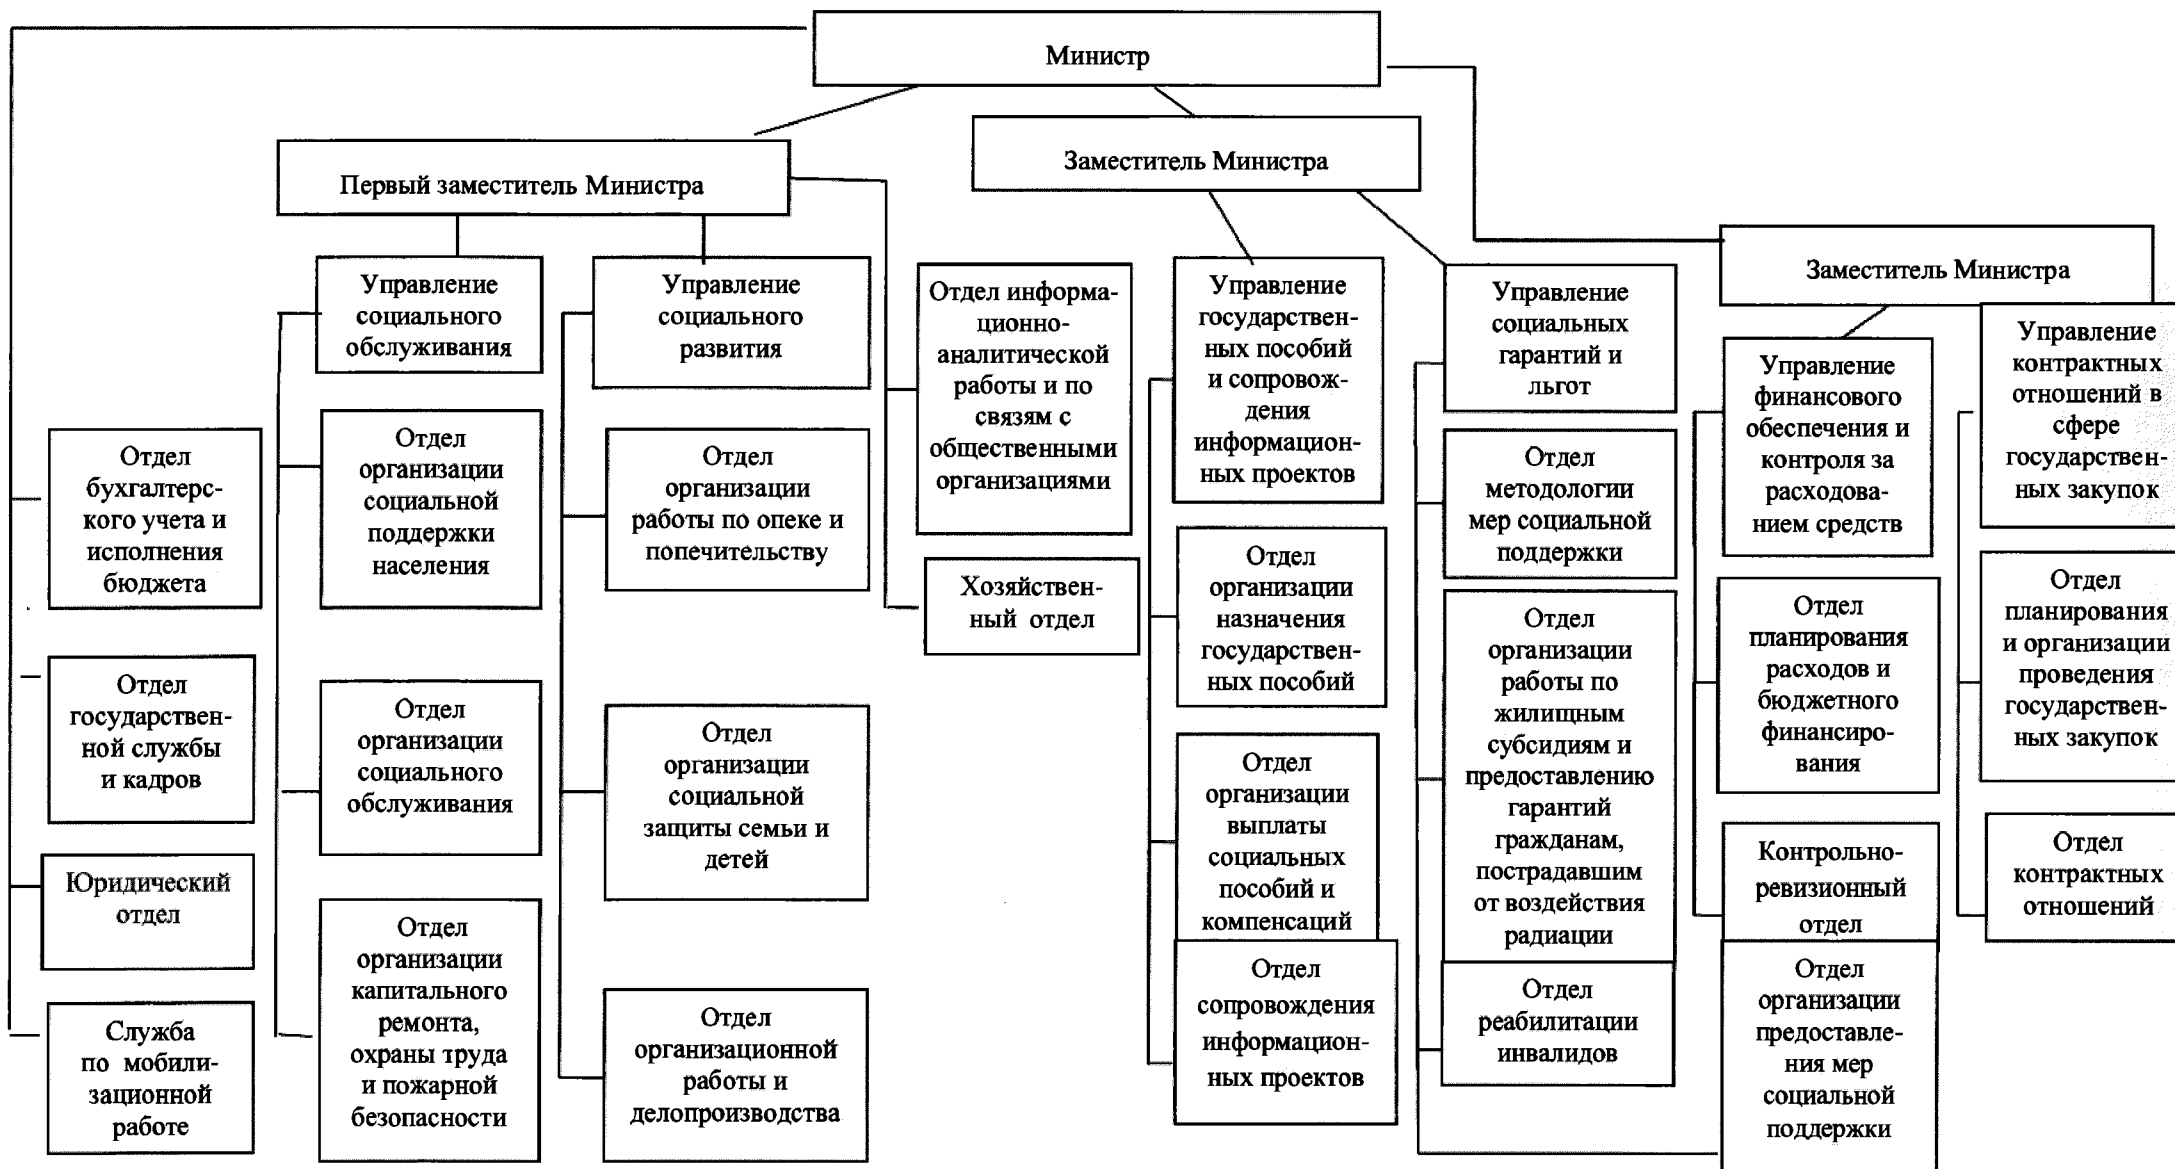 Министр
Первый заместитель Министра
Заместитель Министра
Заместитель Министра
Отдел
бухгалтерс-
кого учета и
исполнения
бюджета
Отдел
государствен-
ной службы
и кадров
Юридический
отдел
Служба
по мобили-
зационной
работе
Управление
социального
обслуживания
Отдел
организации
социальной
поддержки
населения
Отдел
организации
социального
обслуживания
Отдел
организации
капитального
ремонта,
охраны труда
и пожарной
безопасности
Управление
социального
развития
Отдел
организации
работы по опеке и
попечительству
Отдел
организации
социальной
защиты семьи и
детей
Отдел
организационной
работы и
делопроизводства
Отдел информа-
ционно-
аналитической
работы и по
связям с
общественными
организациями
Хозяйствен-
ный отдел
Управление
государствен-
ных пособий
и сопровож-
дения
информацион-
ных проектов
Отдел
организации
назначения
государствен-
ных пособий
Отдел
организации
выплаты
социальных
пособий и
компенсаций
Отдел
сопровождения
информацион-
ных проектов
Управление
социальных
гарантий и
льгот
Отдел
методологии
мер социальной
поддержки
Отдел
организации
работы по
жилищным
субсидиям и
предоставлению
гарантий
гражданам,
пострадавшим
от воздействия
радиации
Отдел
реабилитации
инвалидов
Управление
финансового
обеспечения и
контроля за
расходова-
нием средств
Отдел
планирования
расходов и
бюджетного
финансиро-
вания
Контрольно-
ревизионный
отдел
Отдел
организации
предоставле-
ния мер
социальной
поддержки
Управление
контрактных
отношений в
сфере
государствен-
ных закупок
Отдел
планирования
и организации
проведения
государствен-
ных закупок
Отдел
контрактных
отношений